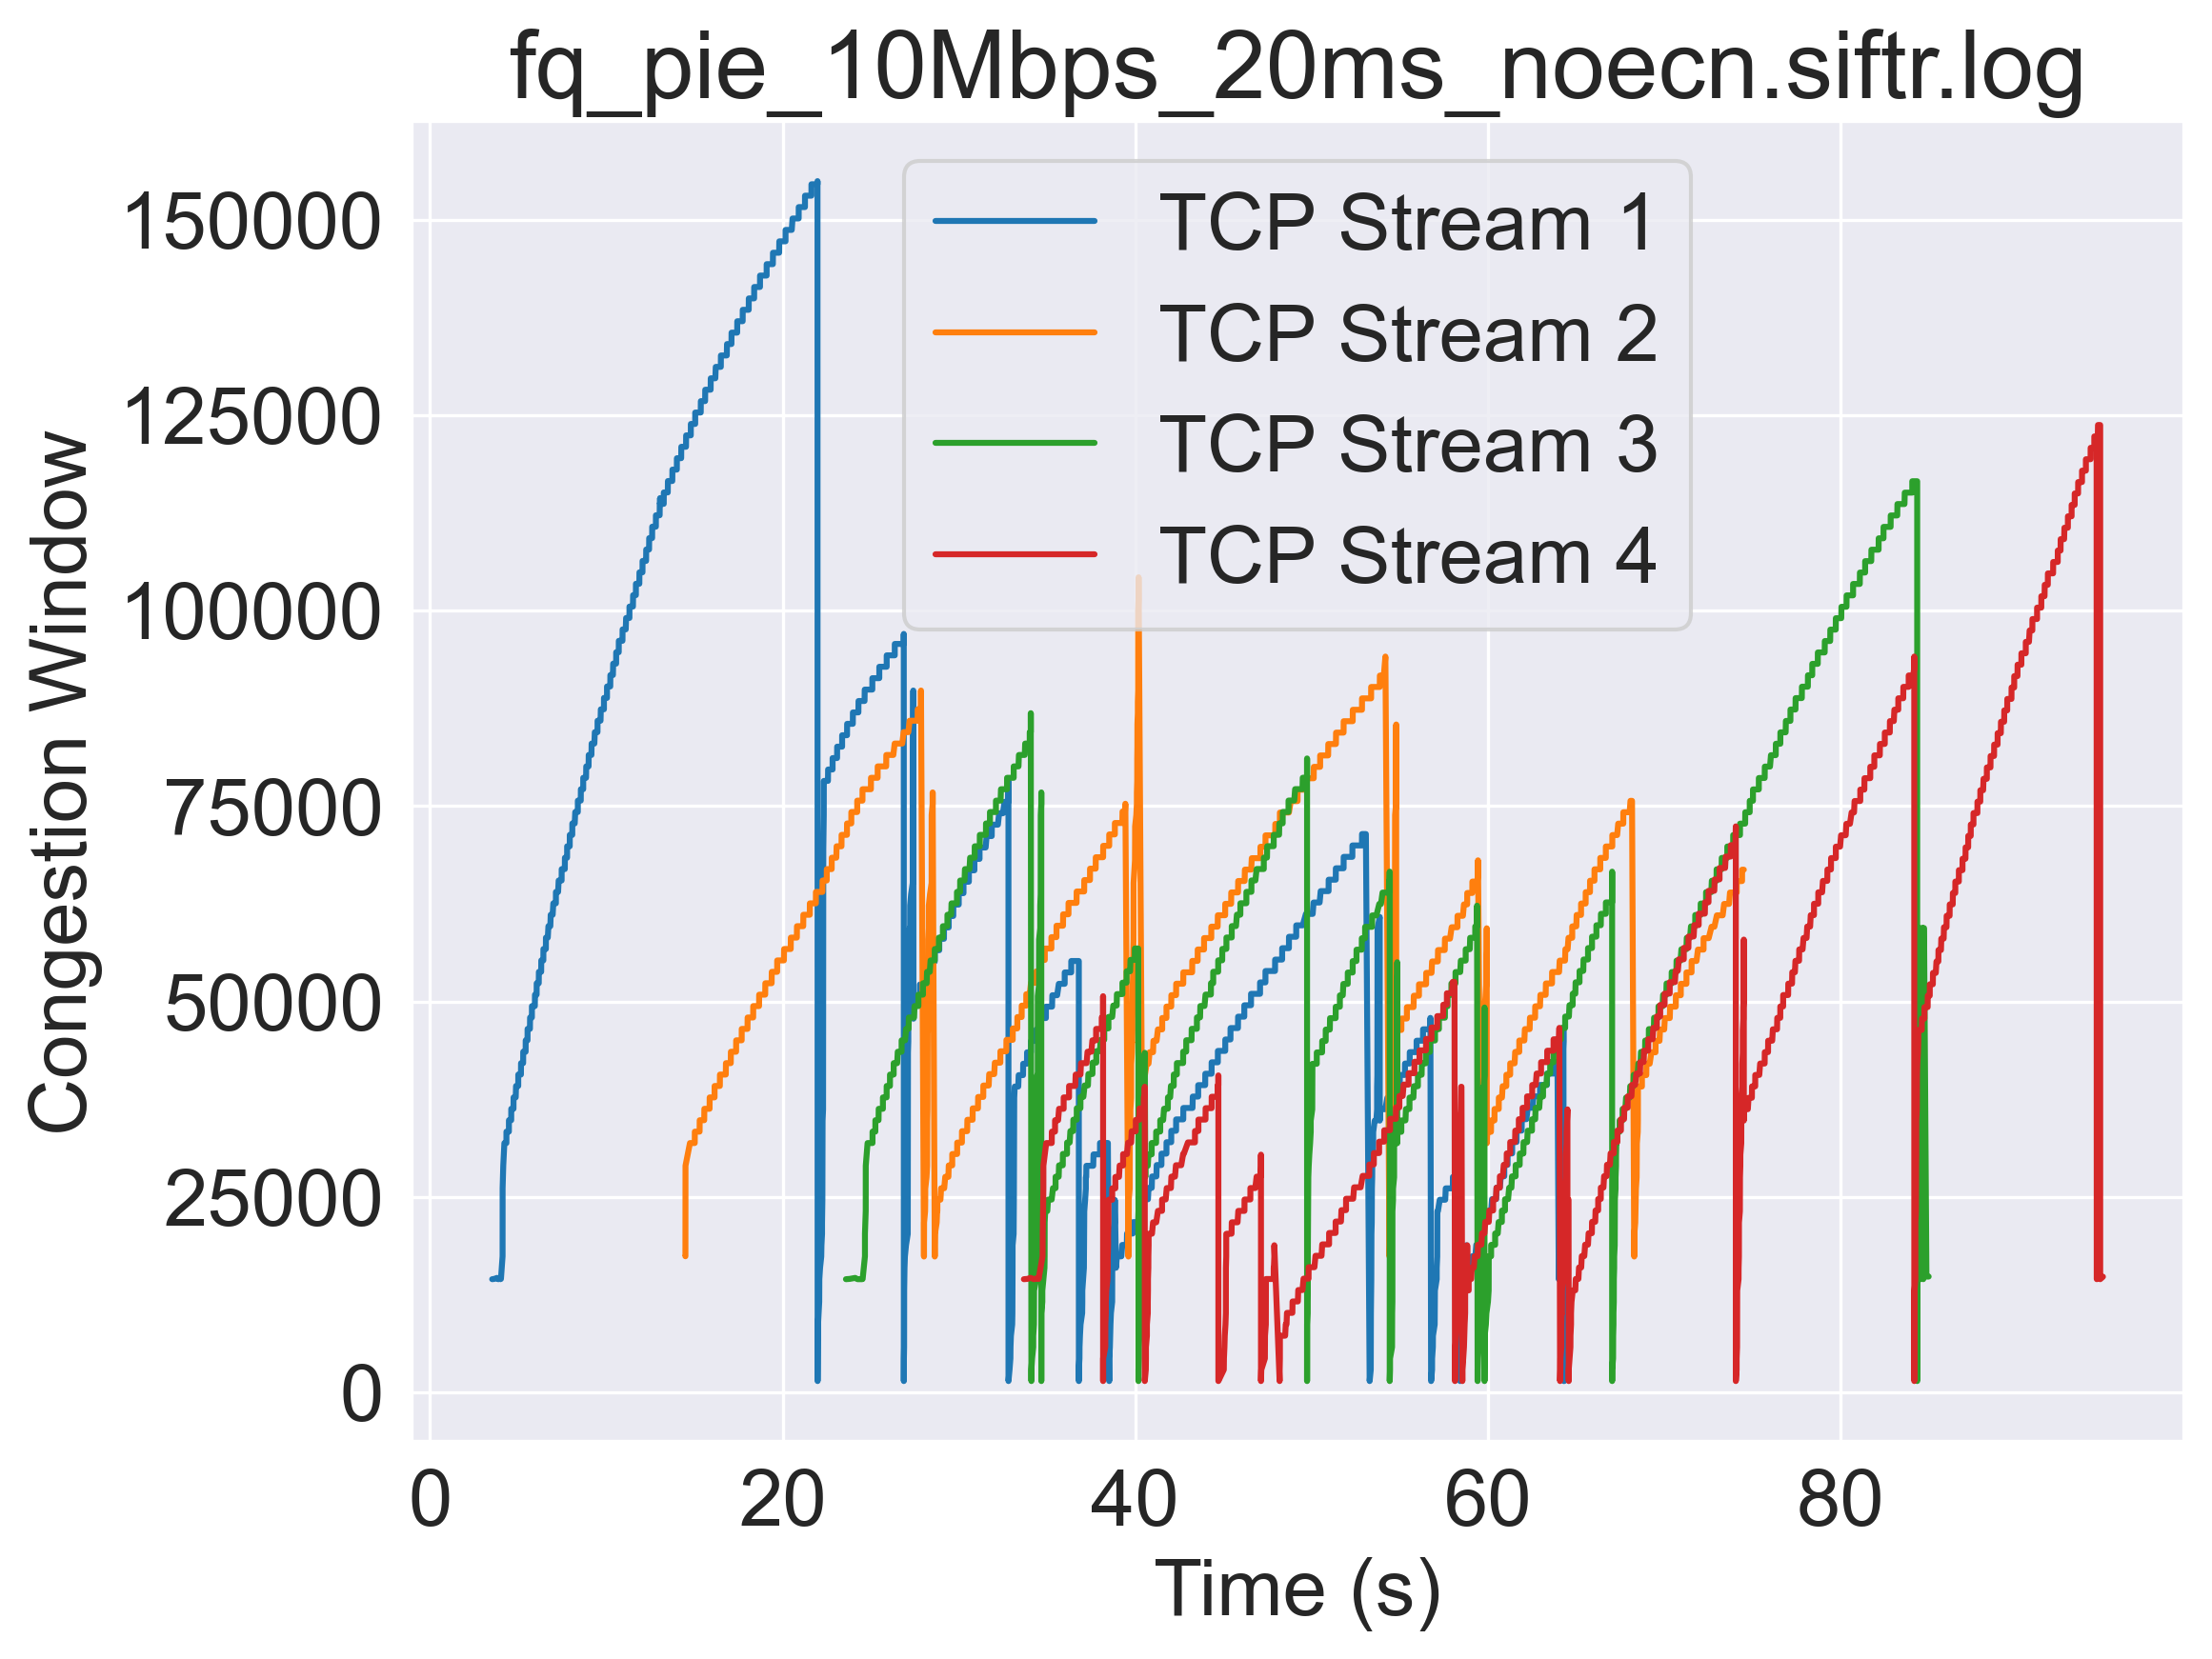 fq_pie_10Mbps_20ms_noecn.siftr.log
TCP Stream 1
TCP Stream 2
TCP Stream 3
TCP Stream 4
Congestion Window
150000
125000
100000
75000
50000
25000
0
0 20 40 60 80
Time (s)